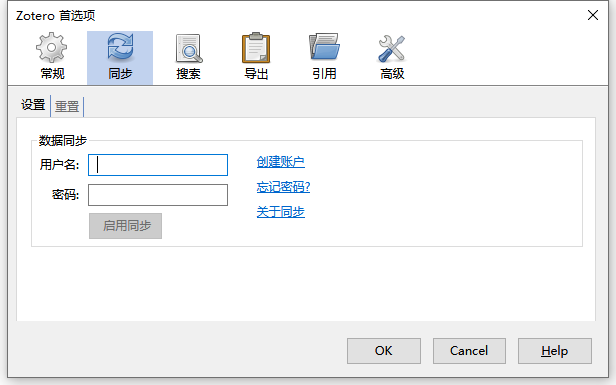 Zotero 首选项
常规 同步 搜索 导出 引用 高级
设置 重置
数据同步
用户名: 创建账户
密码: 忘记密码?
启用同步 关于同步
OK Cancel Help